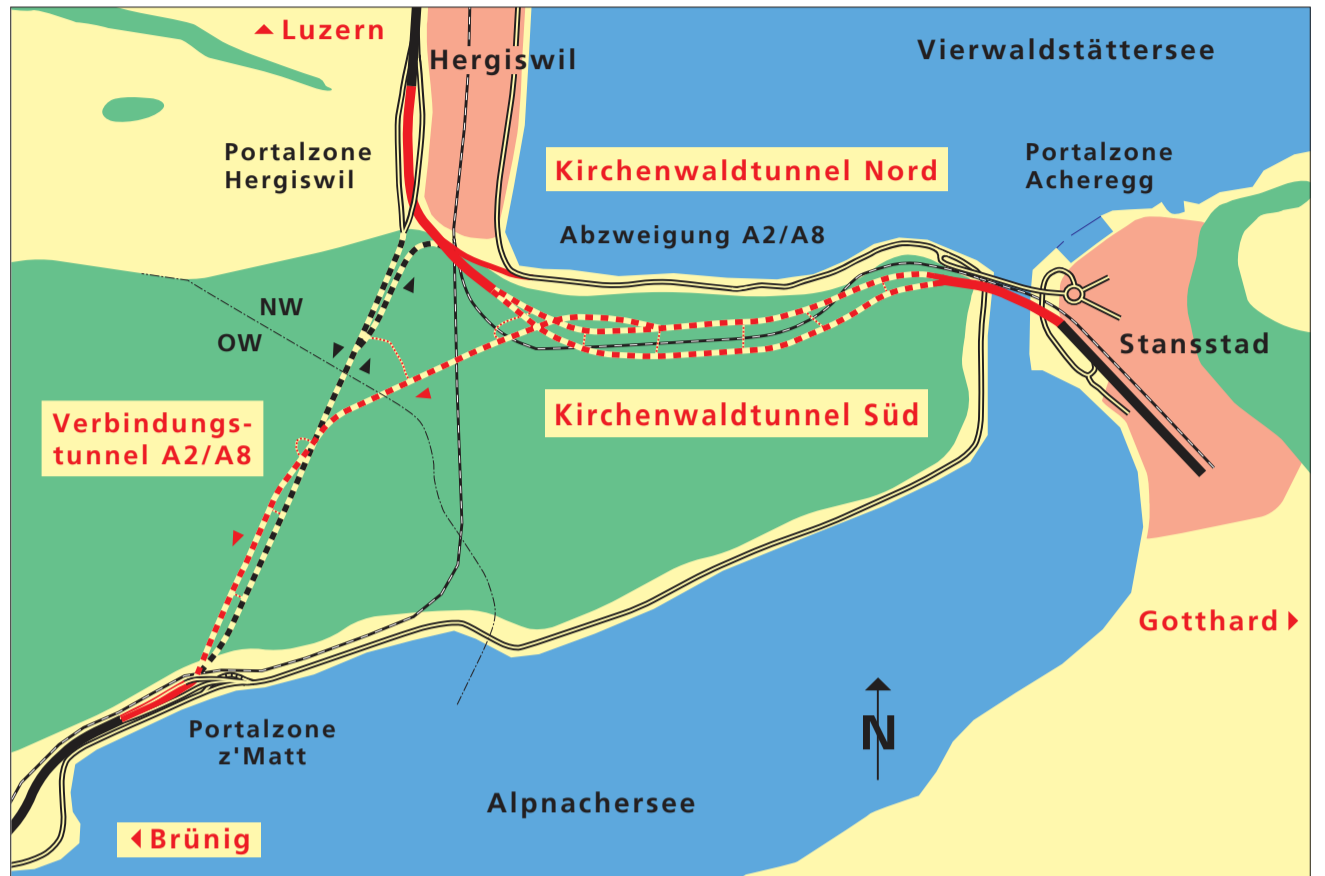 Luzern
Hergiswil
Vierwaldstättersee
Portalzone
Hergiswil
Kirchenwaldtunnel Nord
Portalzone
Acheregg
Abzweigung A2/A8
NW
OW
Stansstad
Verbindungs-
tunnel A2/A8
Kirchenwaldtunnel Süd
Gotthard
Portalzone
z'Matt
N
Alpnachersee
Brünig